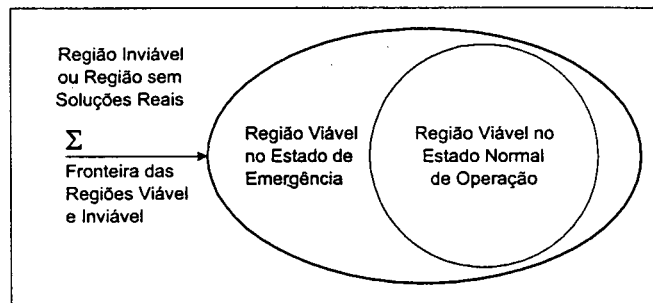 Região Inviável
ou Região sem
Soluções Reais
Σ
Fronteira das
Regiões Viável
e Inviável
Região Viável
no Estado de
Emergência
Região Viável no
Estado Normal
de Operação